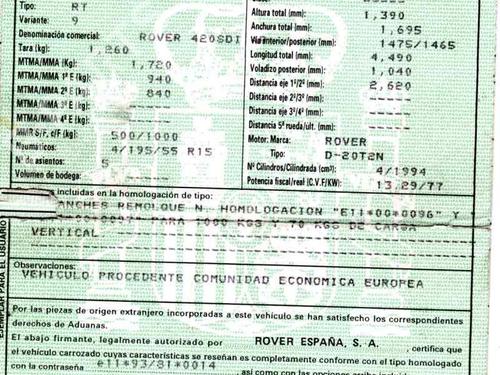 Tipo: RT
Variante: 9
Denominación comercial: ROVER 420SDI
Tara (kg): 1,260
MTMA/MMA (Kg): 1,720
MTMA/MMA 1º E (kg): 940
MTMA/MMA 2º E (kg): 840
MTMA/MMA 3º E (kg): -----
MTMA/MMA 4º E (kg): -----
MMR S/F, c/F (kg): 500/1000
Neumáticos: 4/195/55 R15
Nº de asientos: 5
Volumen de bodega: -----
Altura total (mm): 1,390
Anchura total (mm): 1,695
Vía anterior/posterior (mm): 1475/1465
Longitud total (mm): 4,490
Voladizo posterior (mm): 1,040
Distancia eje 1º/2º (mm): 2,620
Distancia eje 2º/3º (mm): -----
Distancia eje 3º/4º (mm): -----
Distancia 5ª rueda/ult. (mm): -----
Motor: Marca: ROVER
Tipo: D-20T2N
Nº Cilindros/Cilindrada (cm³): 4/1994
Potencia fiscal/real (C.V.F/KW): 13,29/77
s incluidas en la homologación de tipo:
ANCHES REMOLQUE N. HOMOLOGACION "E11*00*0096" Y
PARA 1000 KGS Y 70 KGS DE CARGA
VERTICAL
Observaciones:
VEHICULO PROCEDENTE COMUNIDAD ECONOMICA EUROPEA
Por las piezas de origen extranjero incorporadas a este vehículo se han satisfecho los correspondientes
derechos de Aduanas.
El abajo firmante, legalmente autorizado por ROVER ESPAÑA, S. A. , certifica que
el vehículo carrozado cuyas características se reseñan es completamente conforme con el tipo homologado
con la contraseña e11*93/81*0014 , así como con las opciones
EJEMPLAR PARA EL USUARIO